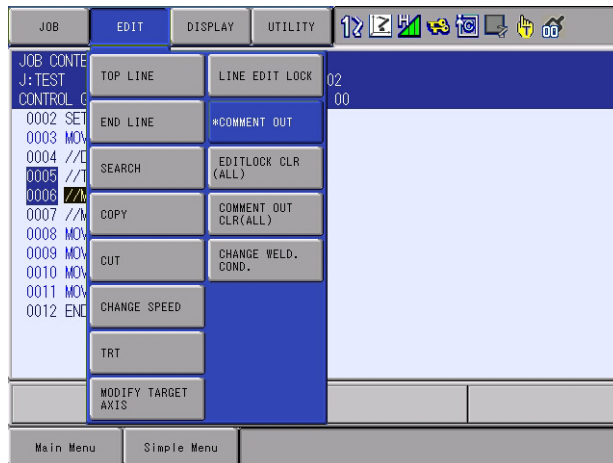 JOB EDIT DISPLAY UTILITY
JOB CONTE
J:TEST 02
CONTROL G 00
0002 SET
0003 MOV
0004 //D
0005 //T
0006 //M
0007 //M
0008 MOV
0009 MOV
0010 MOV
0011 MOV
0012 END
TOP LINE
END LINE
SEARCH
COPY
CUT
CHANGE SPEED
TRT
MODIFY TARGET
AXIS
LINE EDIT LOCK
*COMMENT OUT
EDITLOCK CLR
(ALL)
COMMENT OUT
CLR(ALL)
CHANGE WELD.
COND.
Main Menu Simple Menu